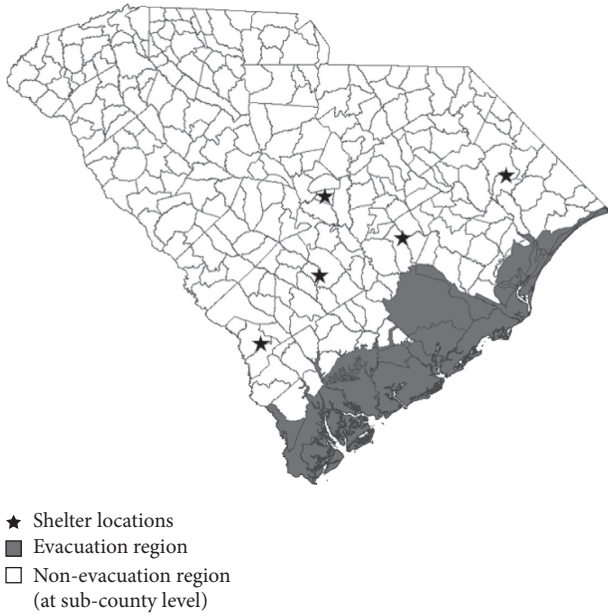 Shelter locations
Evacuation region
Non-evacuation region
(at sub-county level)